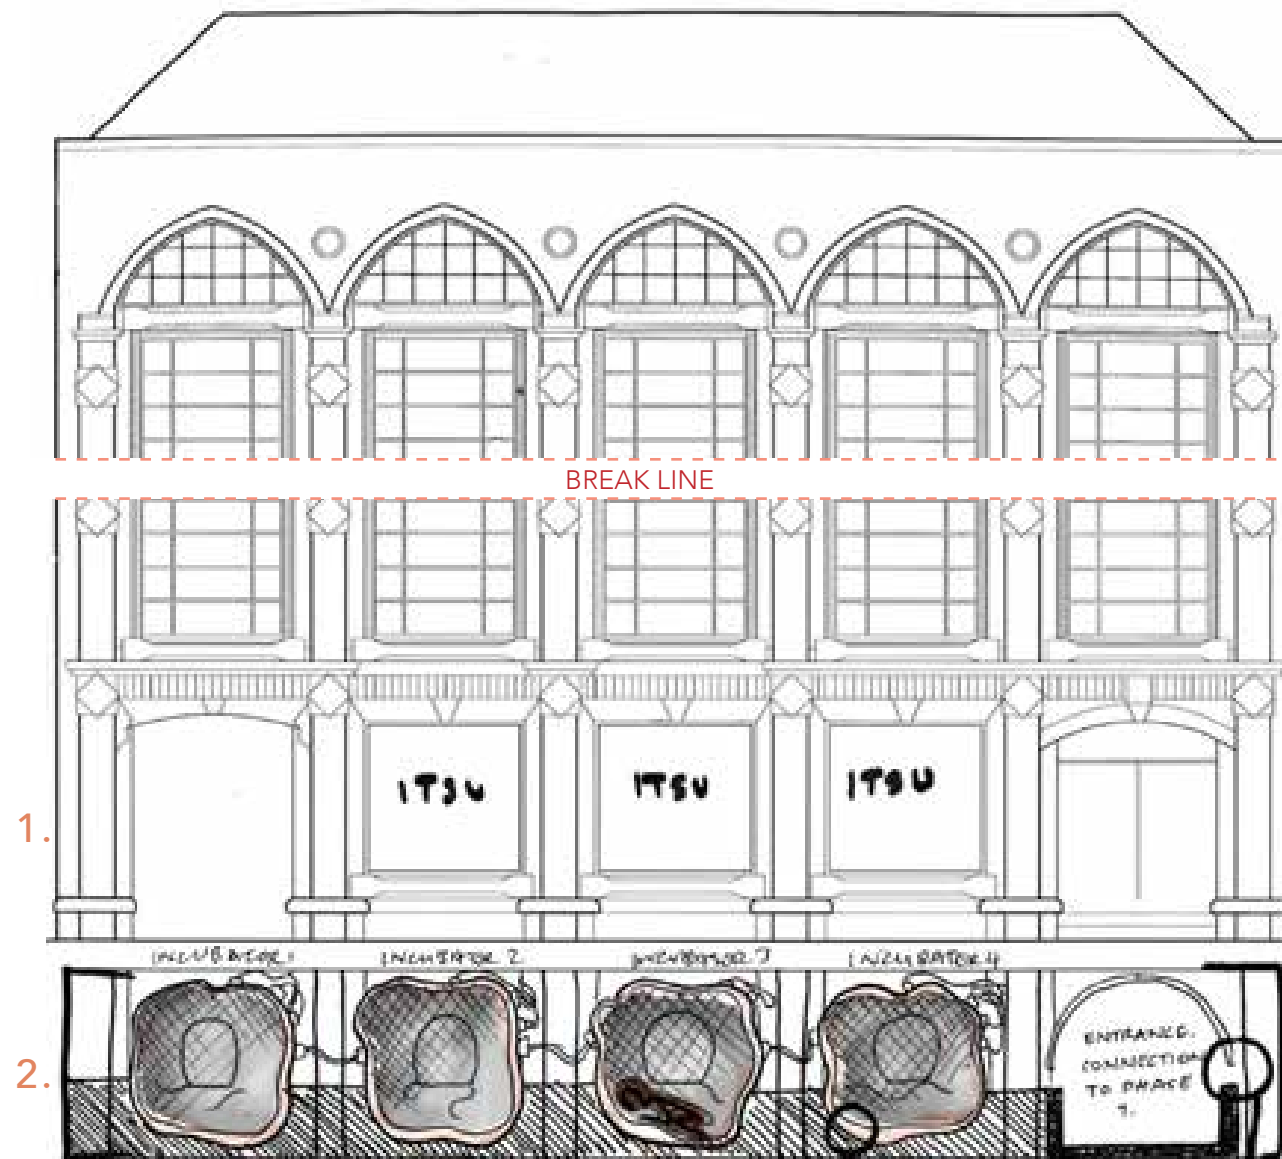 BREAK LINE
ITSU
ITSU
ITSU
1.
INCUBATOR 1
INCUBATOR 2
INCUBATOR 3
INCUBATOR 4
2.
ENTRANCE.
CONNECTION
TO PHASE
1.